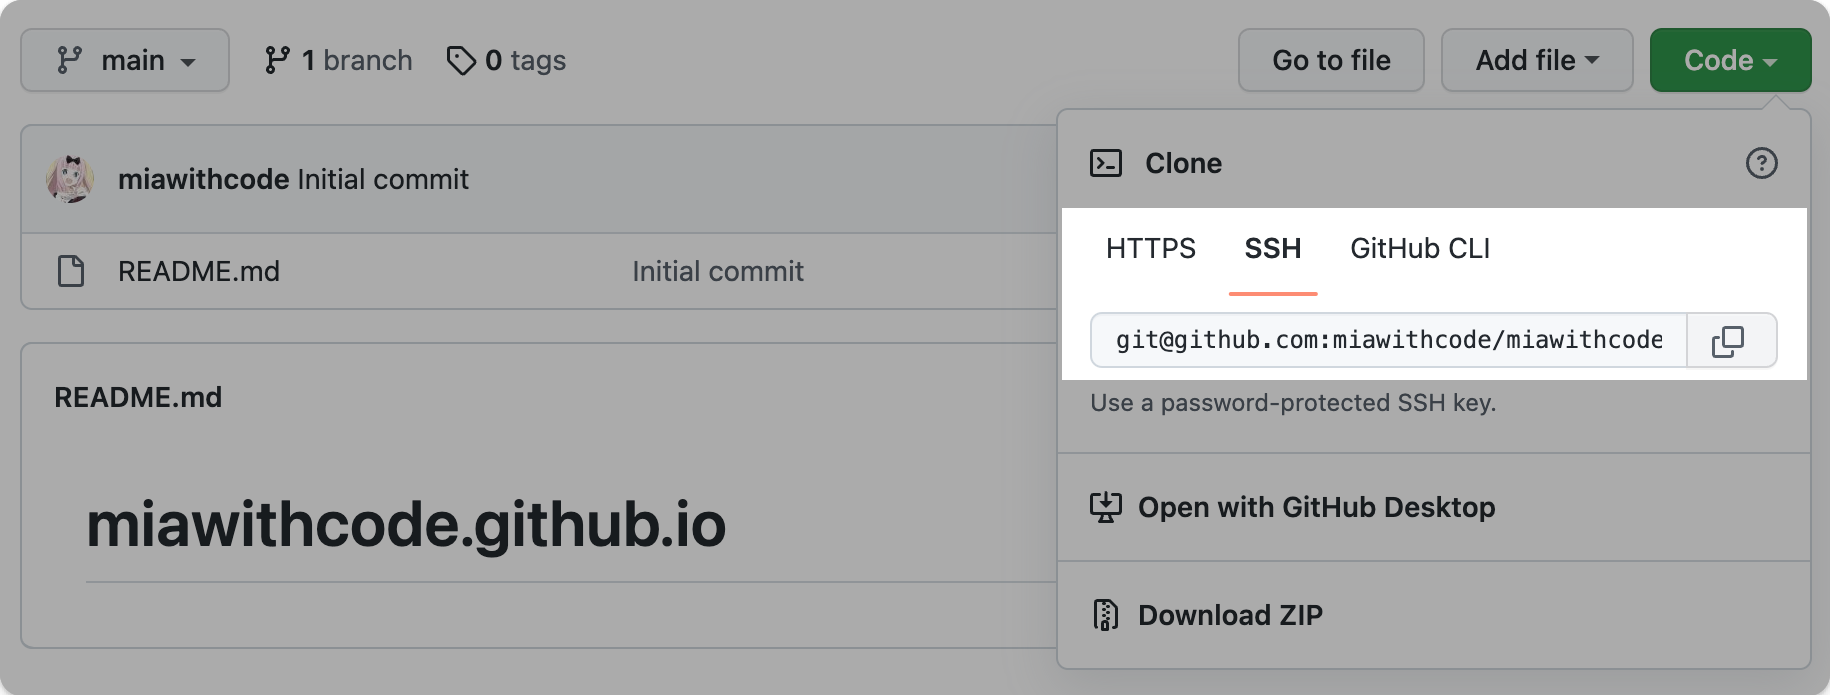 main 1 branch 0 tags Go to file Add file Code
Clone
miawithcode Initial commit
HTTPS SSH GitHub CLI
README.md Initial commit
git@github.com:miawithcode/miawithcode
README.md
Use a password-protected SSH key.
miawithcode.github.io
Open with GitHub Desktop
Download ZIP